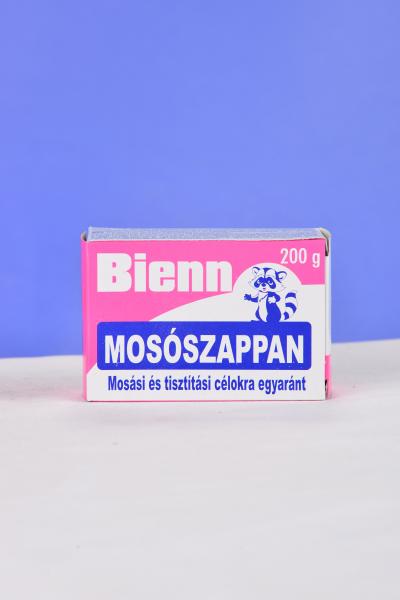 Bienn
200 g
MOSÓSZAPPAN
Mosási és tisztítási célokra egyaránt